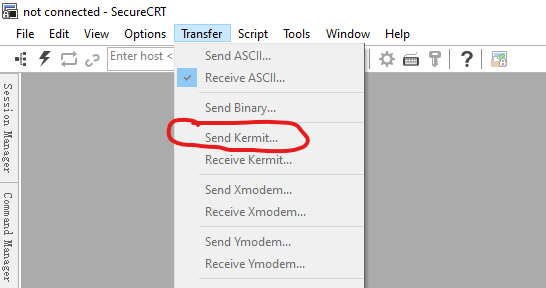 not connected - SecureCRT
File Edit View Options Transfer Script Tools Window Help
Enter host <
Send ASCII...
Receive ASCII...
Send Binary...
Send Kermit...
Receive Kermit...
Send Xmodem...
Receive Xmodem...
Send Ymodem...
Receive Ymodem...
Session Manager
Command Manager